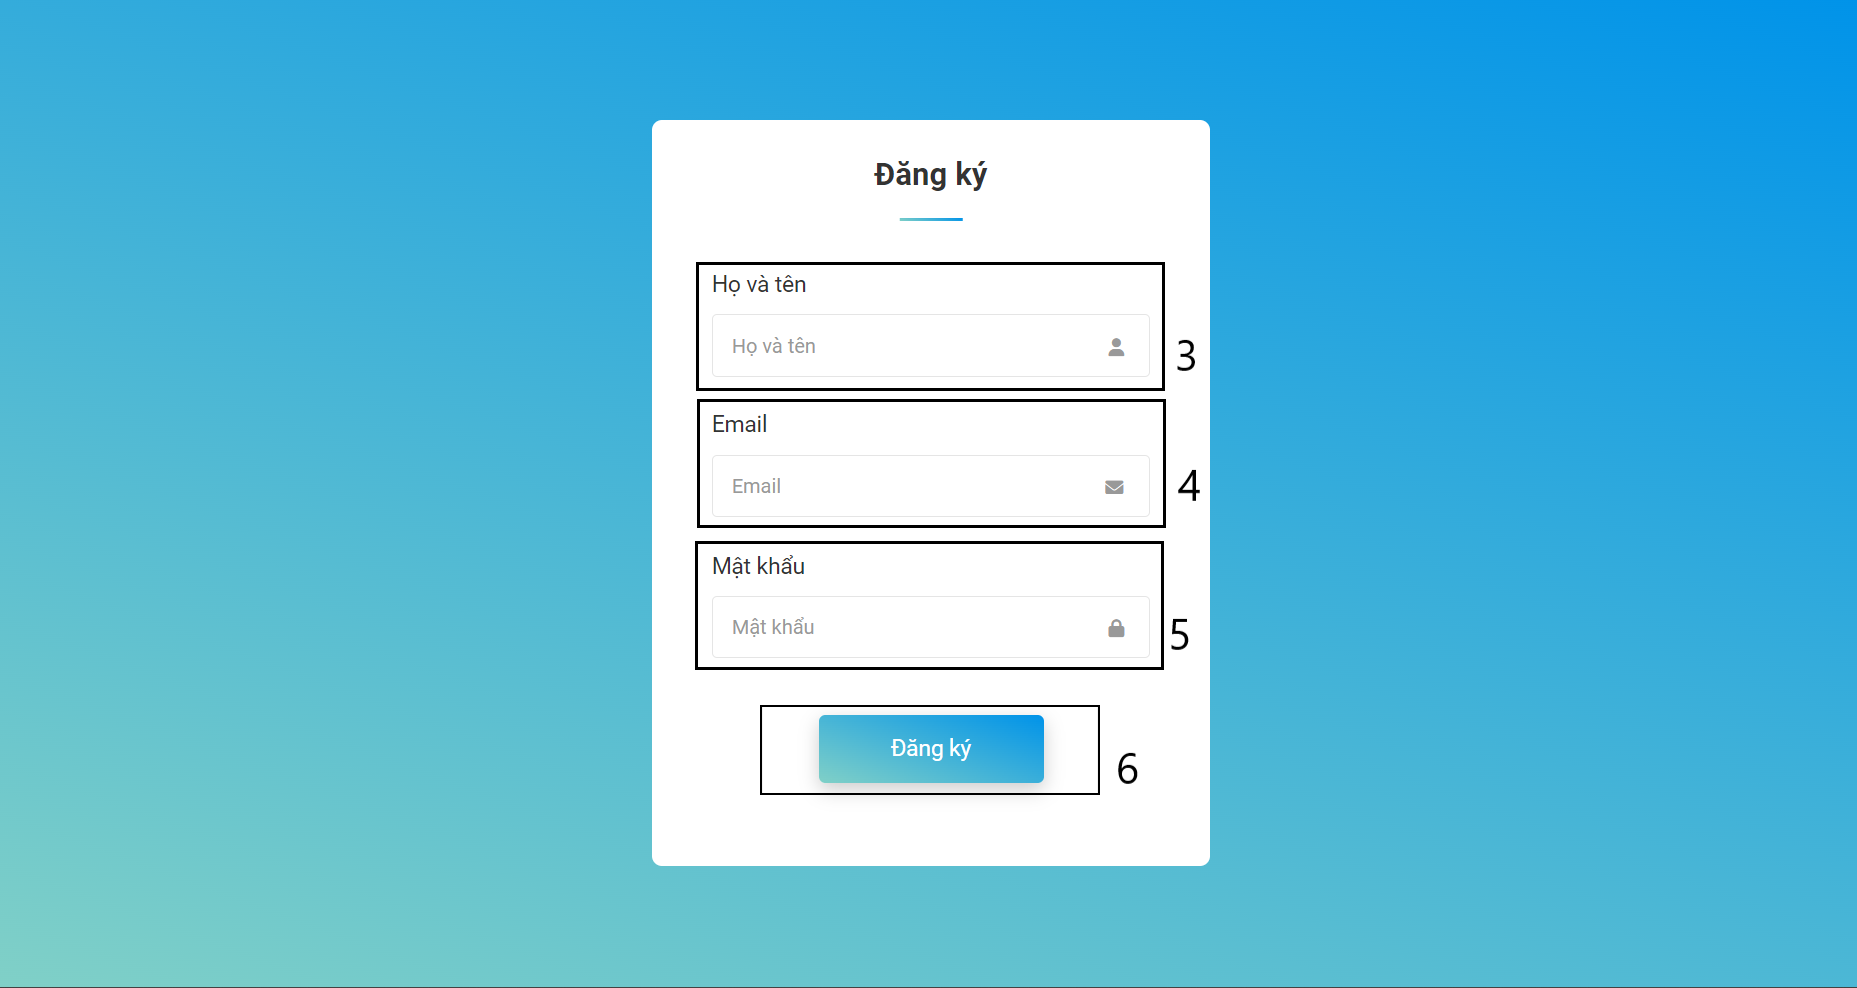 Đăng ký
Họ và tên
Họ và tên
3
Email
Email
4
Mật khẩu
Mật khẩu
5
Đăng ký
6